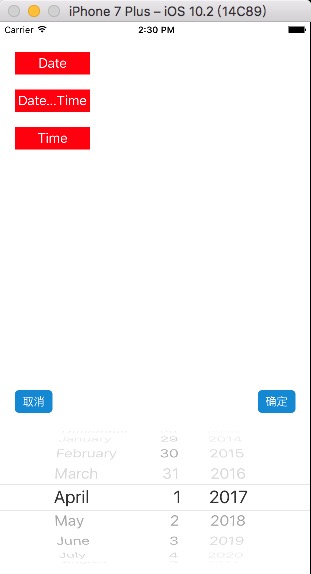 iPhone 7 Plus – iOS 10.2 (14C89)
Carrier 2:30 PM
Date
Date...Time
Time
取消 确定
January 29 2014
February 30 2015
March 31 2016
April 1 2017
May 2 2018
June 3 2019
July 4 2020